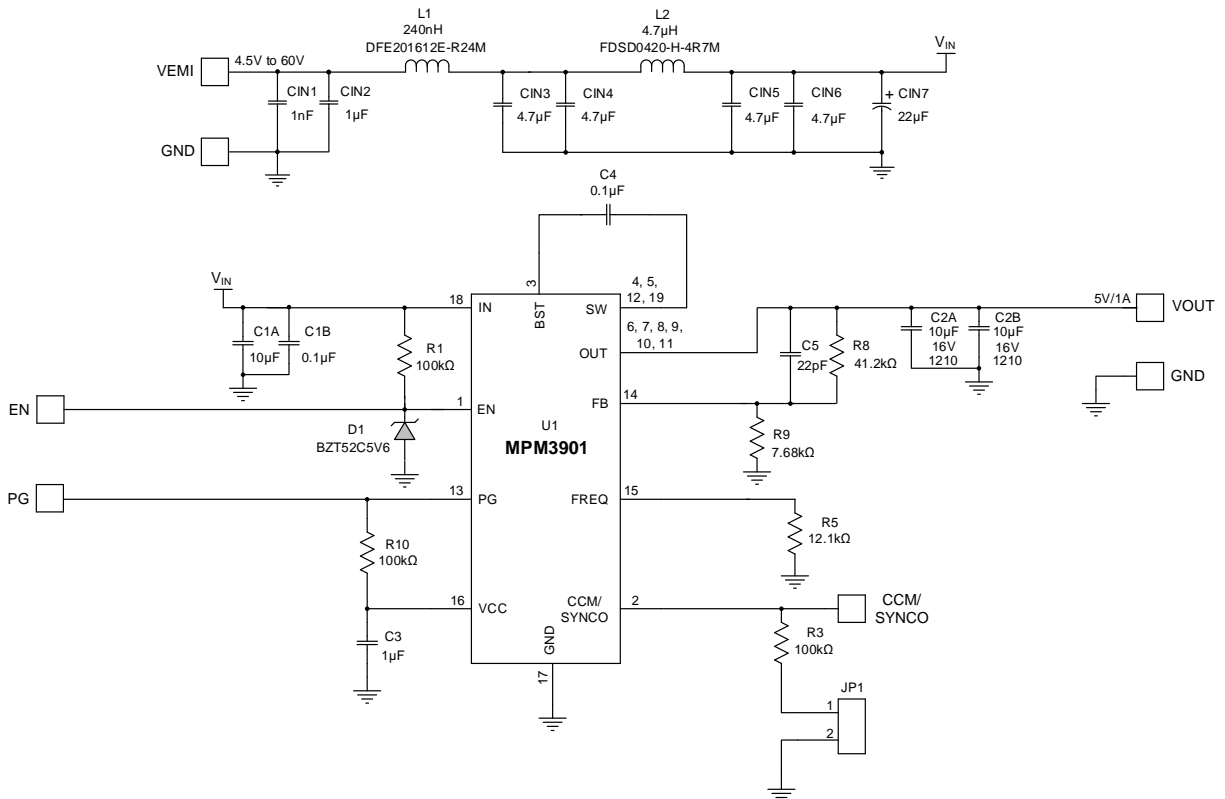 L1
240nH
DFE201612E-R24M
L2
4.7μH
FDSD0420-H-4R7M
VIN
VEMI
4.5V to 60V
CIN1
1nF
CIN2
1μF
CIN3
4.7μF
CIN4
4.7μF
CIN5
4.7μF
CIN6
4.7μF
+
CIN7
22μF
GND
C4
0.1μF
VIN
C1A
10μF
C1B
0.1μF
R1
100kΩ
18
IN
3
BST
4, 5,
12, 19
SW
6, 7, 8, 9,
10, 11
OUT
C5
22pF
R8
41.2kΩ
C2A
10μF
16V
1210
C2B
10μF
16V
1210
5V/1A
VOUT
GND
EN
1
EN
D1
BZT52C5V6
U1
MPM3901
14
FB
R9
7.68kΩ
PG
13
PG
R10
100kΩ
15
FREQ
R5
12.1kΩ
16
VCC
C3
1μF
CCM/
SYNCO
2
CCM/
SYNCO
R3
100kΩ
GND
17
JP1
1
2